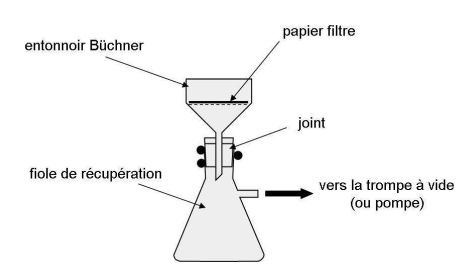 papier filtre
entonnoir Büchner
joint
fiole de récupération
vers la trompe à vide
(ou pompe)